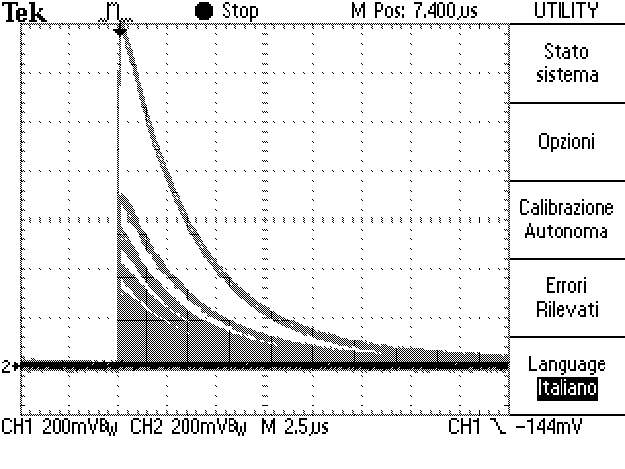 Tek Stop M Pos: 7.400µs UTILITY
Stato
sistema
Opzioni
Calibrazione
Autonoma
Errori
Rilevati
2
Language
Italiano
CH1 200mVBw CH2 200mVBw M 2.5µs CH1 -144mV